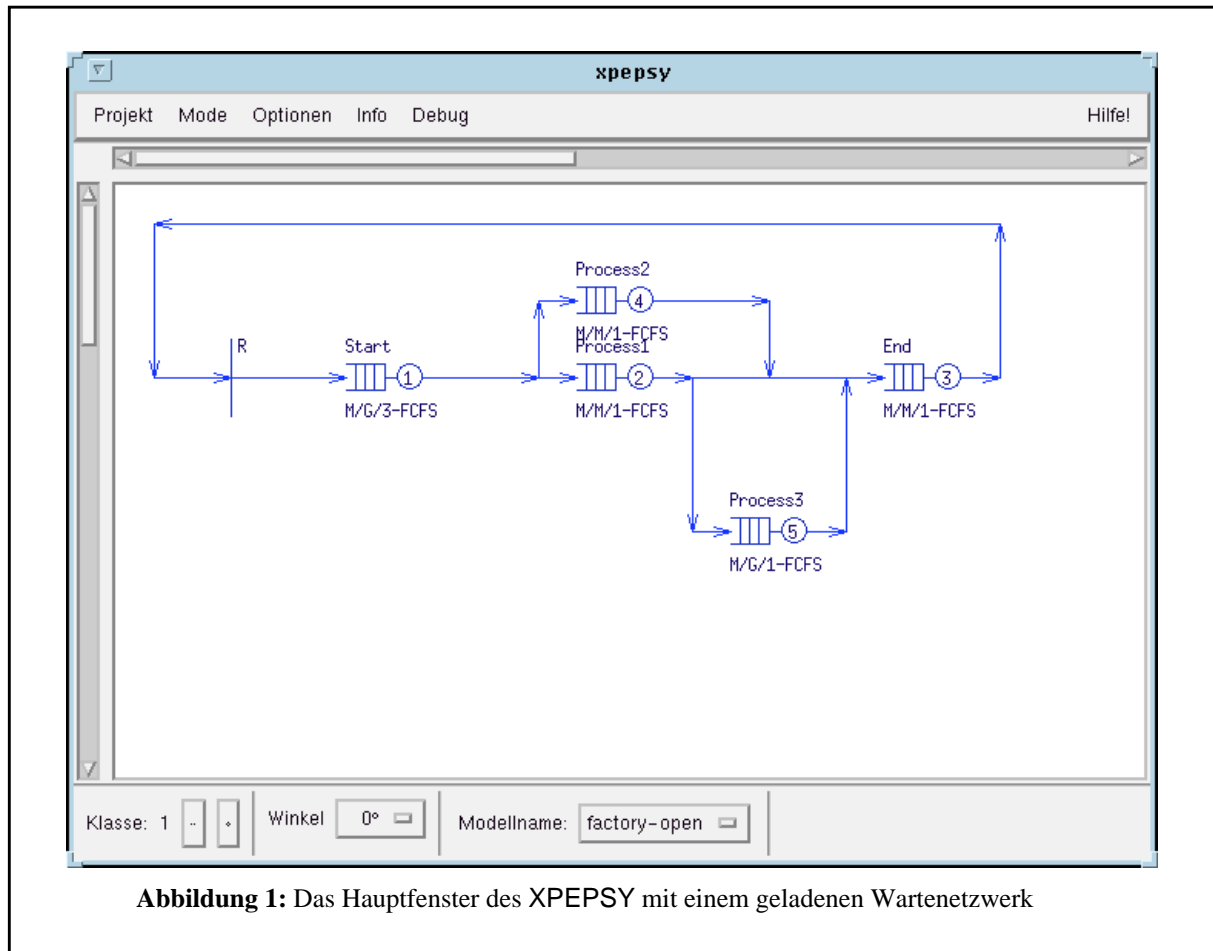 xpepsy
Projekt Mode Optionen Info Debug Hilfe!
Process2
4
M/M/1-FCFS
R Start Process1 End
1 2 3
M/G/3-FCFS M/M/1-FCFS M/M/1-FCFS
Process3
5
M/G/1-FCFS
Klasse: 1 - + Winkel 0° Modellname: factory-open
Abbildung 1: Das Hauptfenster des XPEPSY mit einem geladenen Wartenetzwerk